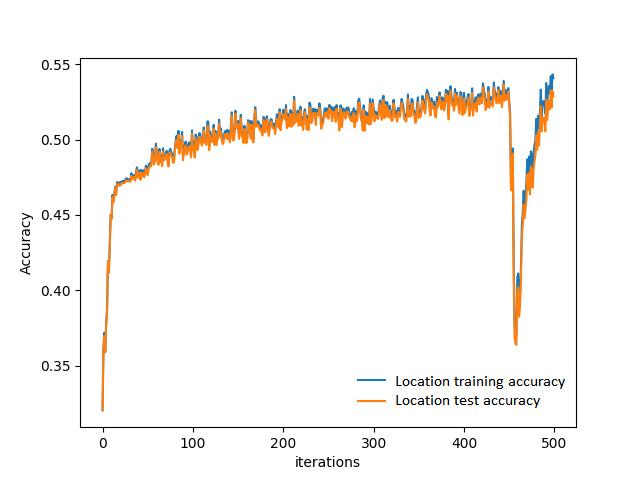 0.55
0.50
0.45
0.40
0.35
Accuracy
Location training accuracy
Location test accuracy
0 100 200 300 400 500
iterations